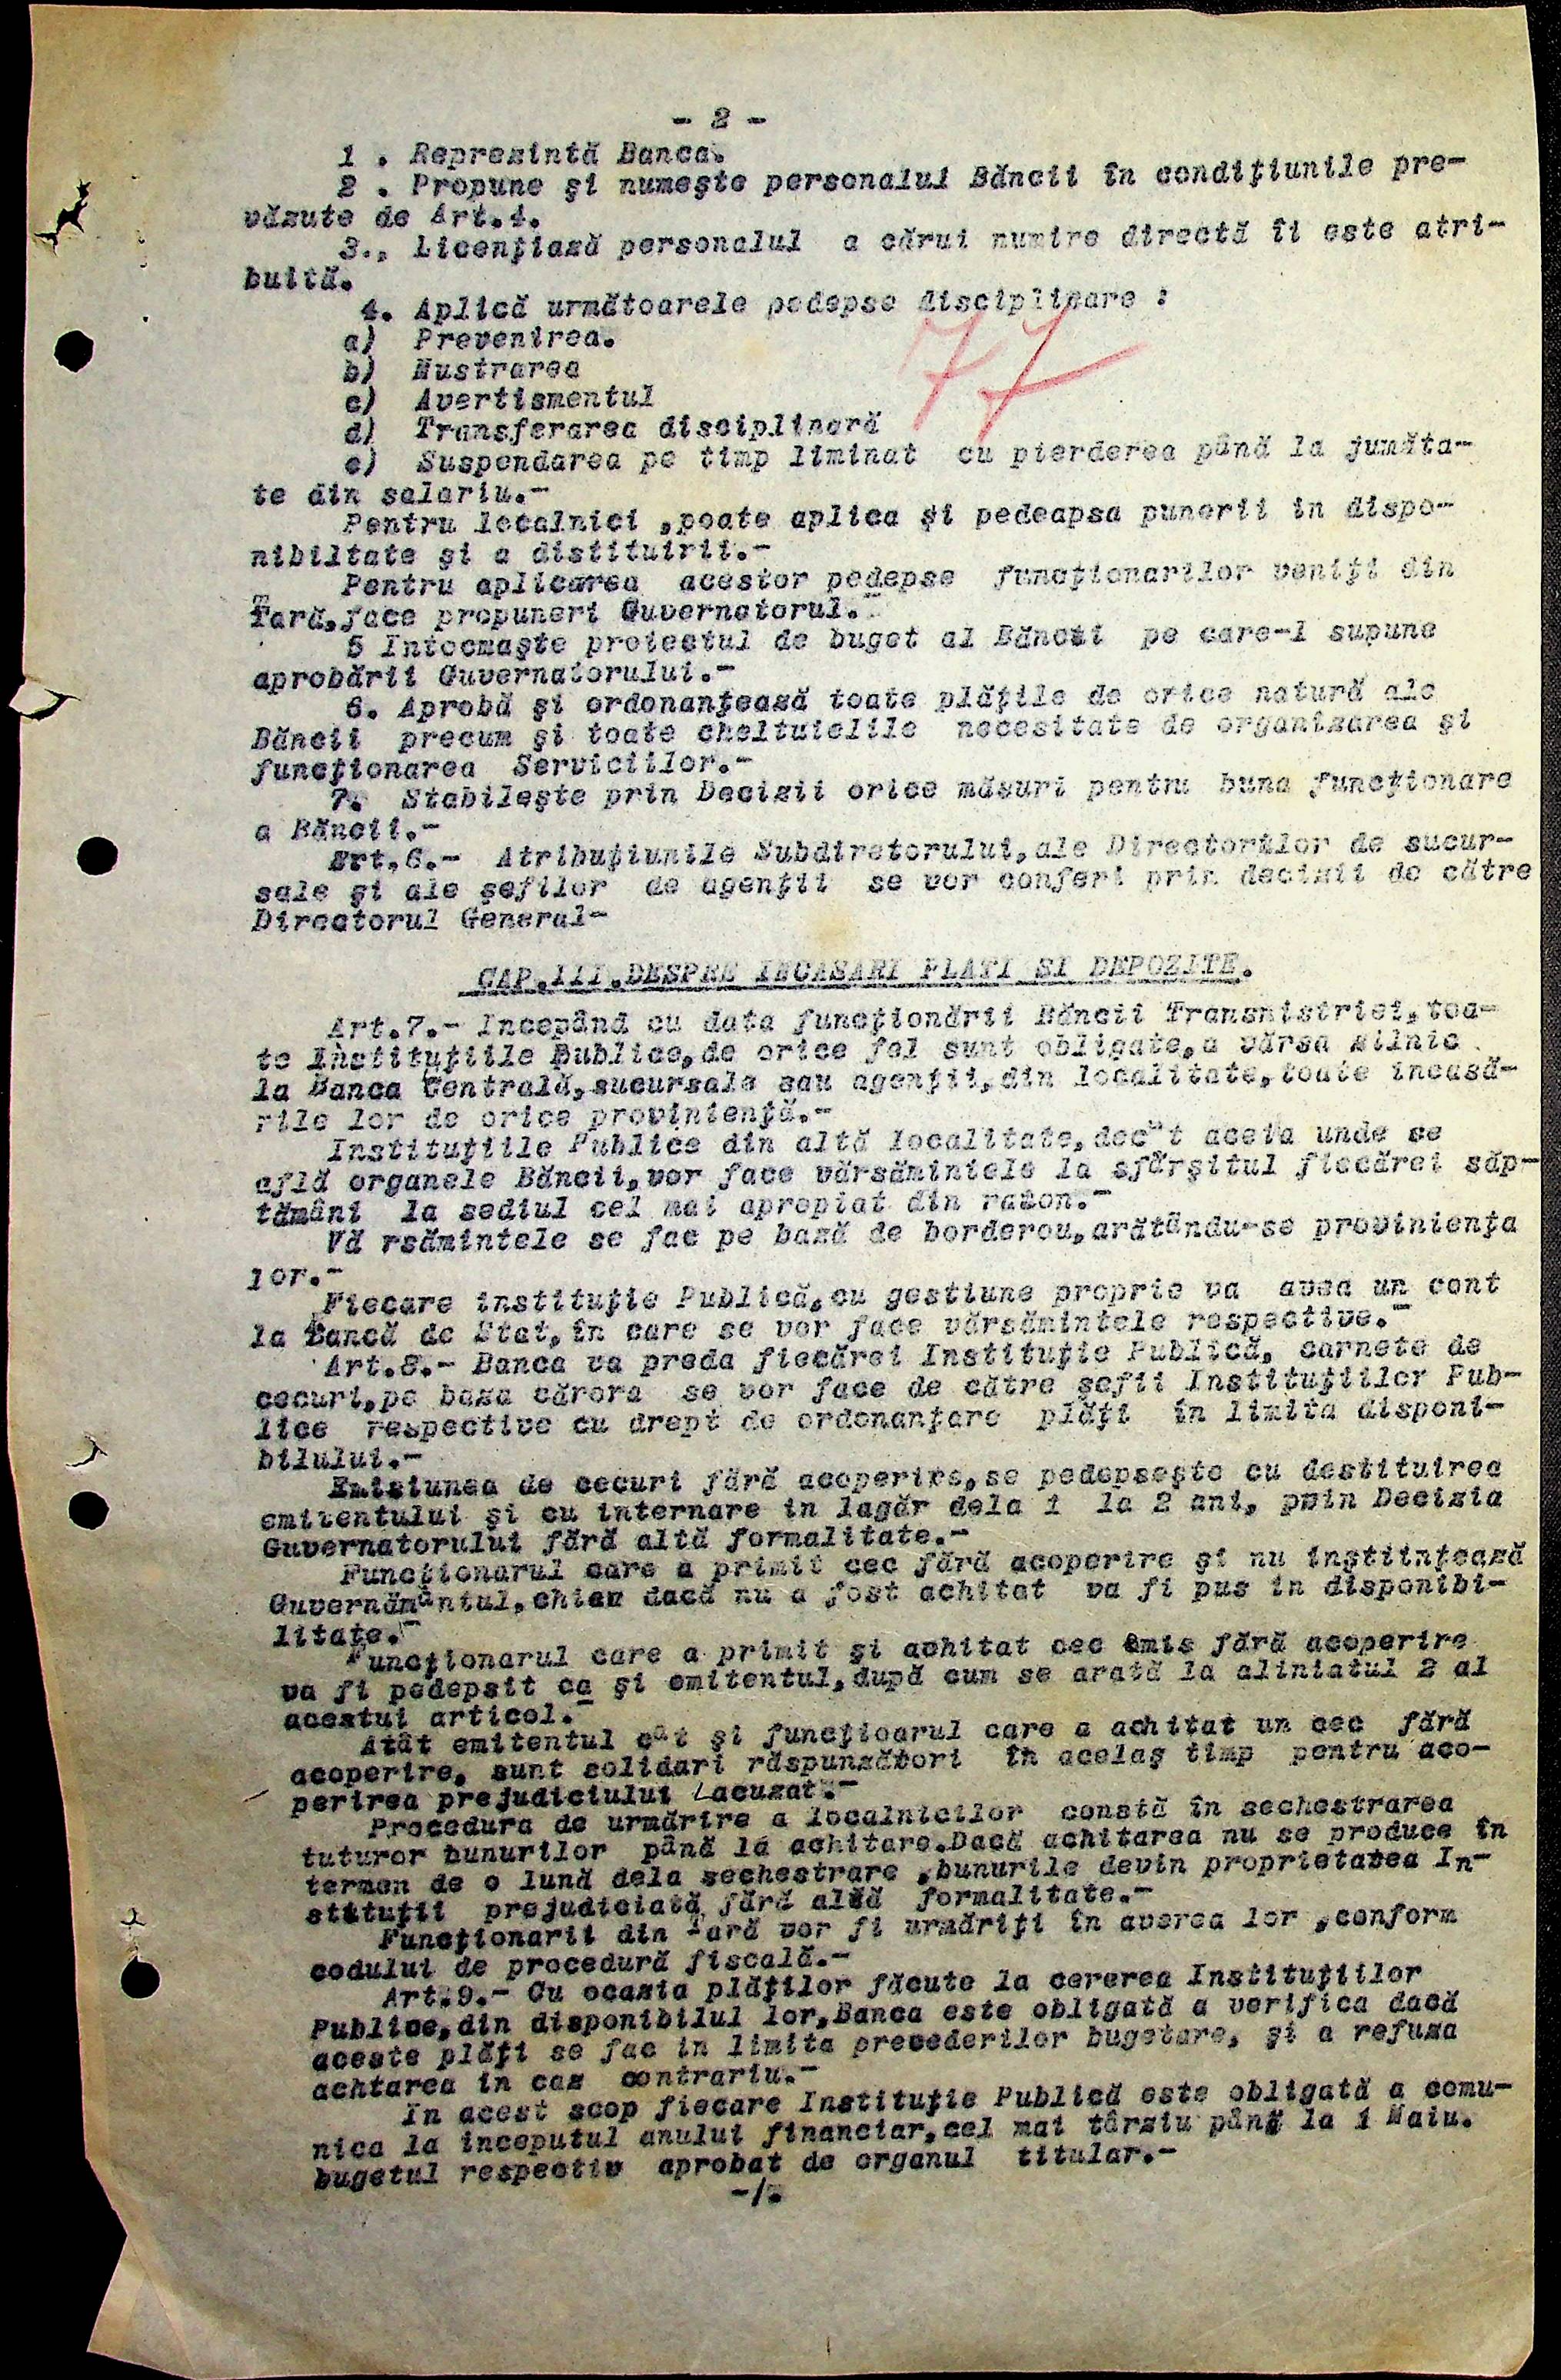 - 2 -
1 . Reprezintă Banca.
2 . Propune şi numeşte personalul Băncii în condiţiunile pre-
văzute de Art.4.
3., Licenţiază personalul a cărui numire directă îi este atri-
buită.
4. Aplică următoarele pedepse disciplinare :
77
a) Prevenirea.
b) Mustrarea
c) Avertismentul
d) Transferarea disciplinară
e) Suspendarea pe timp liminat cu pierderea până la jumăta-
te din salariu.-
Pentru localnici ,poate aplica şi pedeapsa punerii in dispo-
nibiltate şi a distituirii.-
Pentru aplicarea acestor pedepse funcţionarilor veniţi din
Ţară,face propuneri Guvernatorul.-
5 Intocmaşte proiectul de buget al Băncii pe care-l supune
aprobării Guvernatorului.-
6. Aprobă şi ordonanţează toate plăţile de orice natură ale
Băncii precum şi toate cheltuielile necesitate de organizarea şi
funcţionarea Serviciilor.-
7. Stabileşte prin Decizii orice măsuri pentru buna funcţionare
a Băncii.-
Art.6.- Atribuţiunile Subdiretorului,ale Directorilor de sucur-
sale şi ale şefilor de agenţii se vor conferi prin decizii de către
Directorul General-
CAP.III.DESPRE INCASARI PLATI SI DEPOZITE.
Art.7.- Incepând cu data funcţionării Băncii Transnistriei,toa-
te Instituţiile Publice,de orice fel sunt obligate,a vărsa zilnic
la Banca Centrală,sucursale sau agenţii,din localitate,toate incasă-
rile lor de orice provinienţă.-
Instituţiile Publice din altă localitate,decât aceia unde se
află organele Băncii,vor face vărsămintele la sfârşitul fiecărei săp-
tămâni la sediul cel mai apropiat din razon.-
Vă rsămintele se fac pe bază de borderou,arătându-se provinienţa
lor.-
Fiecare instituţie Publică,cu gestiune proprie va avea un cont
la Bancă de Stat,în care se vor face vărsămintele respective.-
Art.8.- Banca va preda fiecărei Instituţie Publică, carnete de
cecuri,pe baza cărora se vor face de către şefii Instituţiilor Pub-
lice respective cu drept de ordonanţare plăţi în limita disponi-
bilului.-
Emisiunea de cecuri fără acoperire,se pedepseşte cu destituirea
emitentului şi cu internare in lagăr dela 1 la 2 ani, prin Decizia
Guvernatorului fără altă formalitate.-
Funcţionarul care a primit cec fără acoperire şi nu inştiinţează
Guvernământul,chiar dacă nu a fost achitat va fi pus in disponibi-
litate.-
Funcţionarul care a primit şi achitat cec emis fără acoperire
va fi pedepsit ca şi emitentul,după cum se arată la aliniatul 2 al
acestui articol.-
Atât emitentul cât şi funcţioarul care a achitat un cec fără
acoperire, sunt solidari răspunzători în acelaş timp pentru aco-
perirea prejudiciului acuzat.-
Procedura de urmărire a localnicilor constă în sechestrarea
tuturor bunurilor până la achitare.Dacă achitarea nu se produce în
termen de o lună dela sechestrare ,bunurile devin proprietatea In-
stituţii prejudiciată fără altă formalitate.-
Funcţionarii din Ţară vor fi urmăriţi în averea lor ,conform
codului de procedură fiscală.-
Art.9.- Cu ocazia plăţilor făcute la cererea Instituţiilor
Publice,din disponibilul lor,Banca este obligată a verifica dacă
aceste plăţi se fac in limita prevederilor bugetare, şi a refuza
achtarea in caz contrariu.-
In acest scop fiecare Instituţie Publică este obligată a comu-
nica la inceputul anului financiar,cel mai târziu până la 1 Maiu.
bugetul respectiv aprobat de organul titular.-
-/.